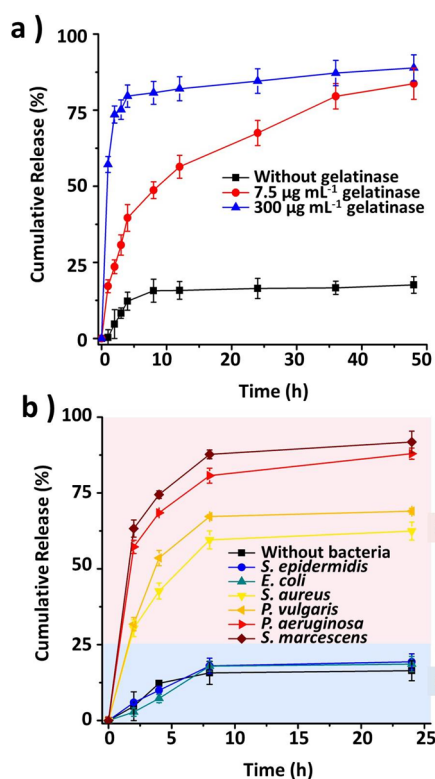 a )
Cumulative Release (%)
100
75
50
25
0
Without gelatinase
7.5 µg mL⁻¹ gelatinase
300 µg mL⁻¹ gelatinase
0 10 20 30 40 50
Time (h)
b )
Cumulative Release (%)
100
75
50
25
0
Without bacteria
S. epidermidis
E. coli
S. aureus
P. vulgaris
P. aeruginosa
S. marcescens
0 5 10 15 20 25
Time (h)